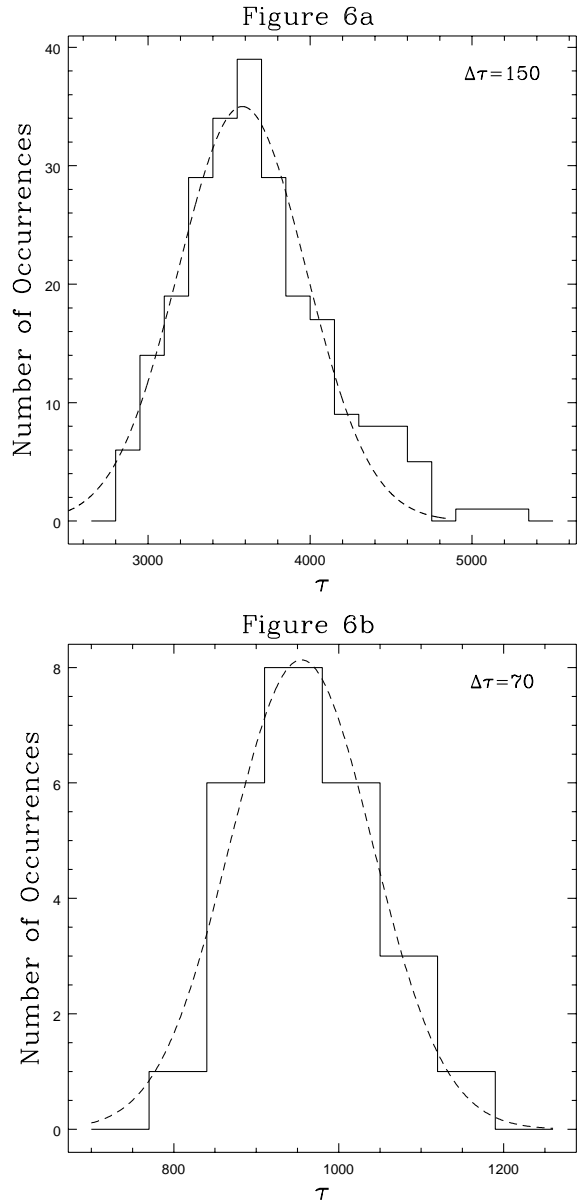 Figure 6a
40
30
20
10
0
Number of Occurrences
Δτ=150
3000
4000
5000
τ
Figure 6b
8
6
4
2
0
Number of Occurrences
Δτ=70
800
1000
1200
τ